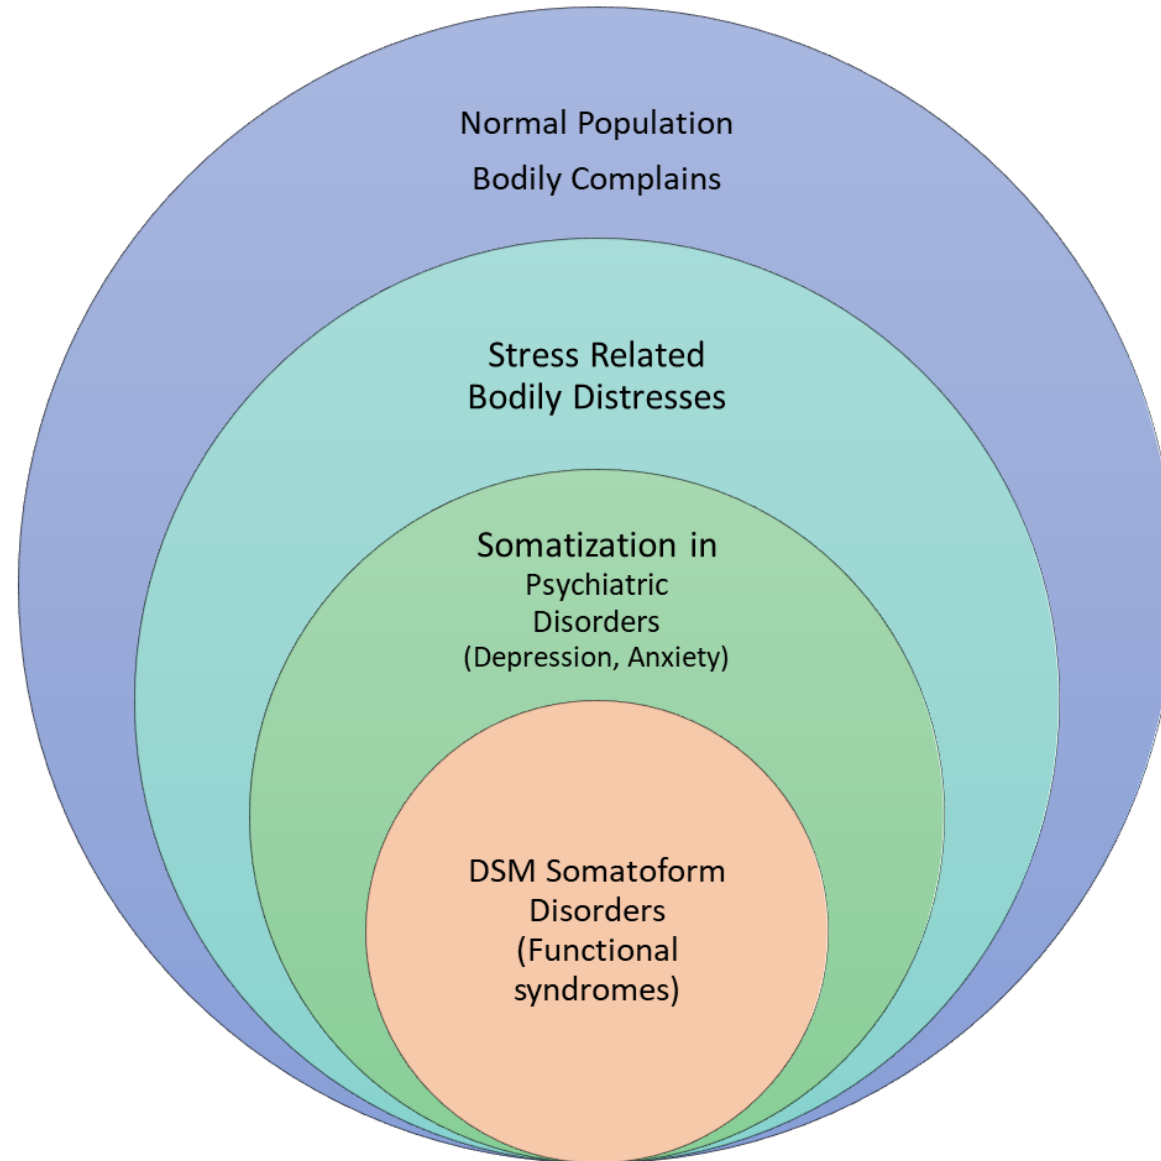 Normal Population
Bodily Complains
Stress Related
Bodily Distresses
Somatization in
Psychiatric
Disorders
(Depression, Anxiety)
DSM Somatoform
Disorders
(Functional
syndromes)